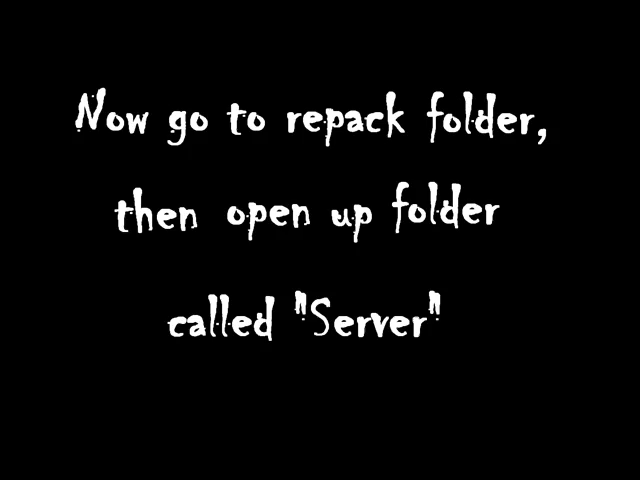 Now go to repack folder,
then open up folder
called "Server"